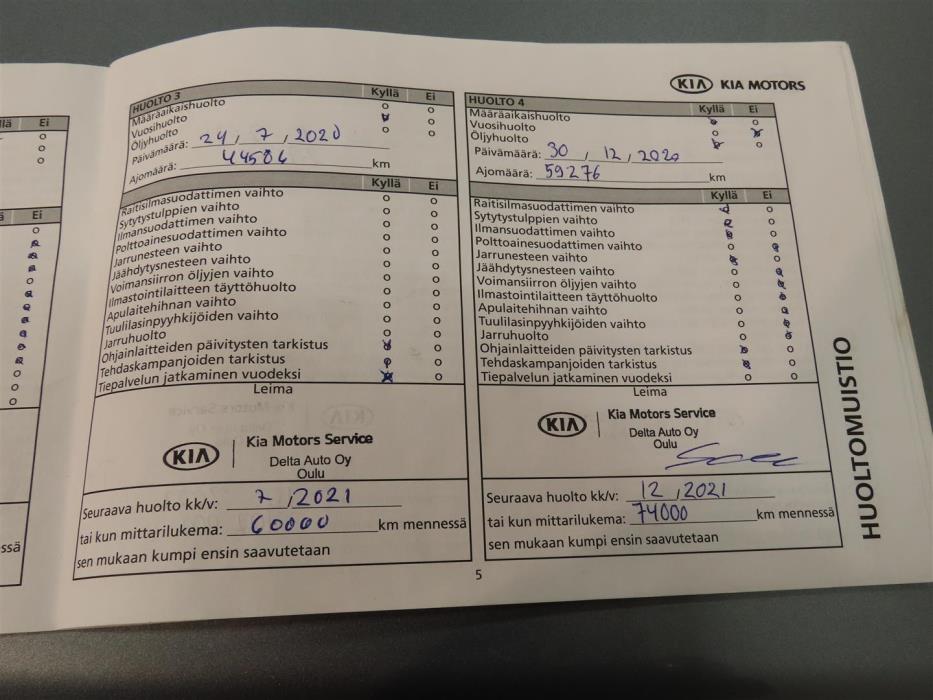 KIA KIA MOTORS
lä Ei
Ei
ssä
HUOLTO 3 Kyllä Ei
Määräaikaishuolto
Vuosihuolto
Öljyhuolto
Päivämäärä: 24 , 7 , 2020
Ajomäärä: 44506 km
Kyllä Ei
Raitisilmasuodattimen vaihto
Sytytystulppien vaihto
Ilmansuodattimen vaihto
Polttoainesuodattimen vaihto
Jarrunesteen vaihto
Jäähdytysnesteen vaihto
Voimansiirron öljyjen vaihto
Ilmastointilaitteen täyttöhuolto
Apulaitehihnan vaihto
Tuulilasinpyyhkijöiden vaihto
Jarruhuolto
Ohjainlaitteiden päivitysten tarkistus
Tehdaskampanjoiden tarkistus
Tiepalvelun jatkaminen vuodeksi
Leima
KIA Kia Motors Service
Delta Auto Oy
Oulu
Seuraava huolto kk/v: 7 , 2021
tai kun mittarilukema: 60000 km mennessä
sen mukaan kumpi ensin saavutetaan
HUOLTO 4 Kyllä Ei
Määräaikaishuolto
Vuosihuolto
Öljyhuolto
Päivämäärä: 30 , 12 , 2020
Ajomäärä: 59276 km
Kyllä Ei
Raitisilmasuodattimen vaihto
Sytytystulppien vaihto
Ilmansuodattimen vaihto
Polttoainesuodattimen vaihto
Jarrunesteen vaihto
Jäähdytysnesteen vaihto
Voimansiirron öljyjen vaihto
Ilmastointilaitteen täyttöhuolto
Apulaitehihnan vaihto
Tuulilasinpyyhkijöiden vaihto
Jarruhuolto
Ohjainlaitteiden päivitysten tarkistus
Tehdaskampanjoiden tarkistus
Tiepalvelun jatkaminen vuodeksi
Leima
KIA Kia Motors Service
Delta Auto Oy
Oulu
Seuraava huolto kk/v: 12 , 2021
tai kun mittarilukema: 74000 km mennessä
sen mukaan kumpi ensin saavutetaan
5
HUOLTOMUISTIO